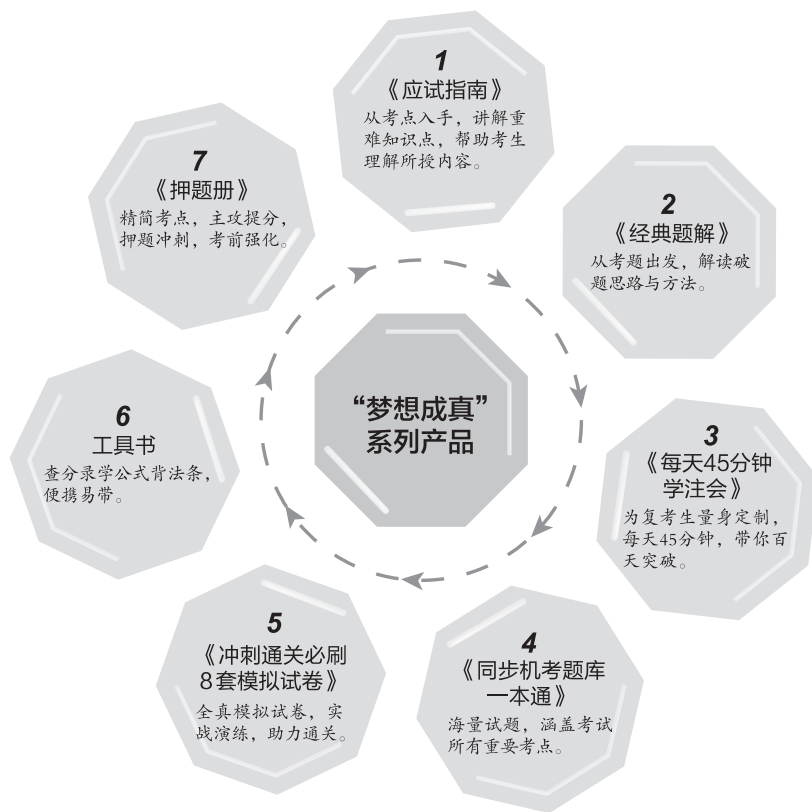 1
《应试指南》
从考点入手，讲解重
难知识点，帮助考生
理解所授内容。
2
《经典题解》
从考题出发，解读破
题思路与方法。
3
《每天45分钟
学注会》
为复考生量身定制，
每天45分钟，带你百
天突破。
4
《同步机考题库
一本通》
海量试题，涵盖考试
所有重要考点。
5
《冲刺通关必刷
8套模拟试卷》
全真模拟试卷，实
战演练，助力通关。
6
工具书
查分录学公式背法条，
便携易带。
7
《押题册》
精简考点，主攻提分，
押题冲刺，考前强化。
“梦想成真”
系列产品